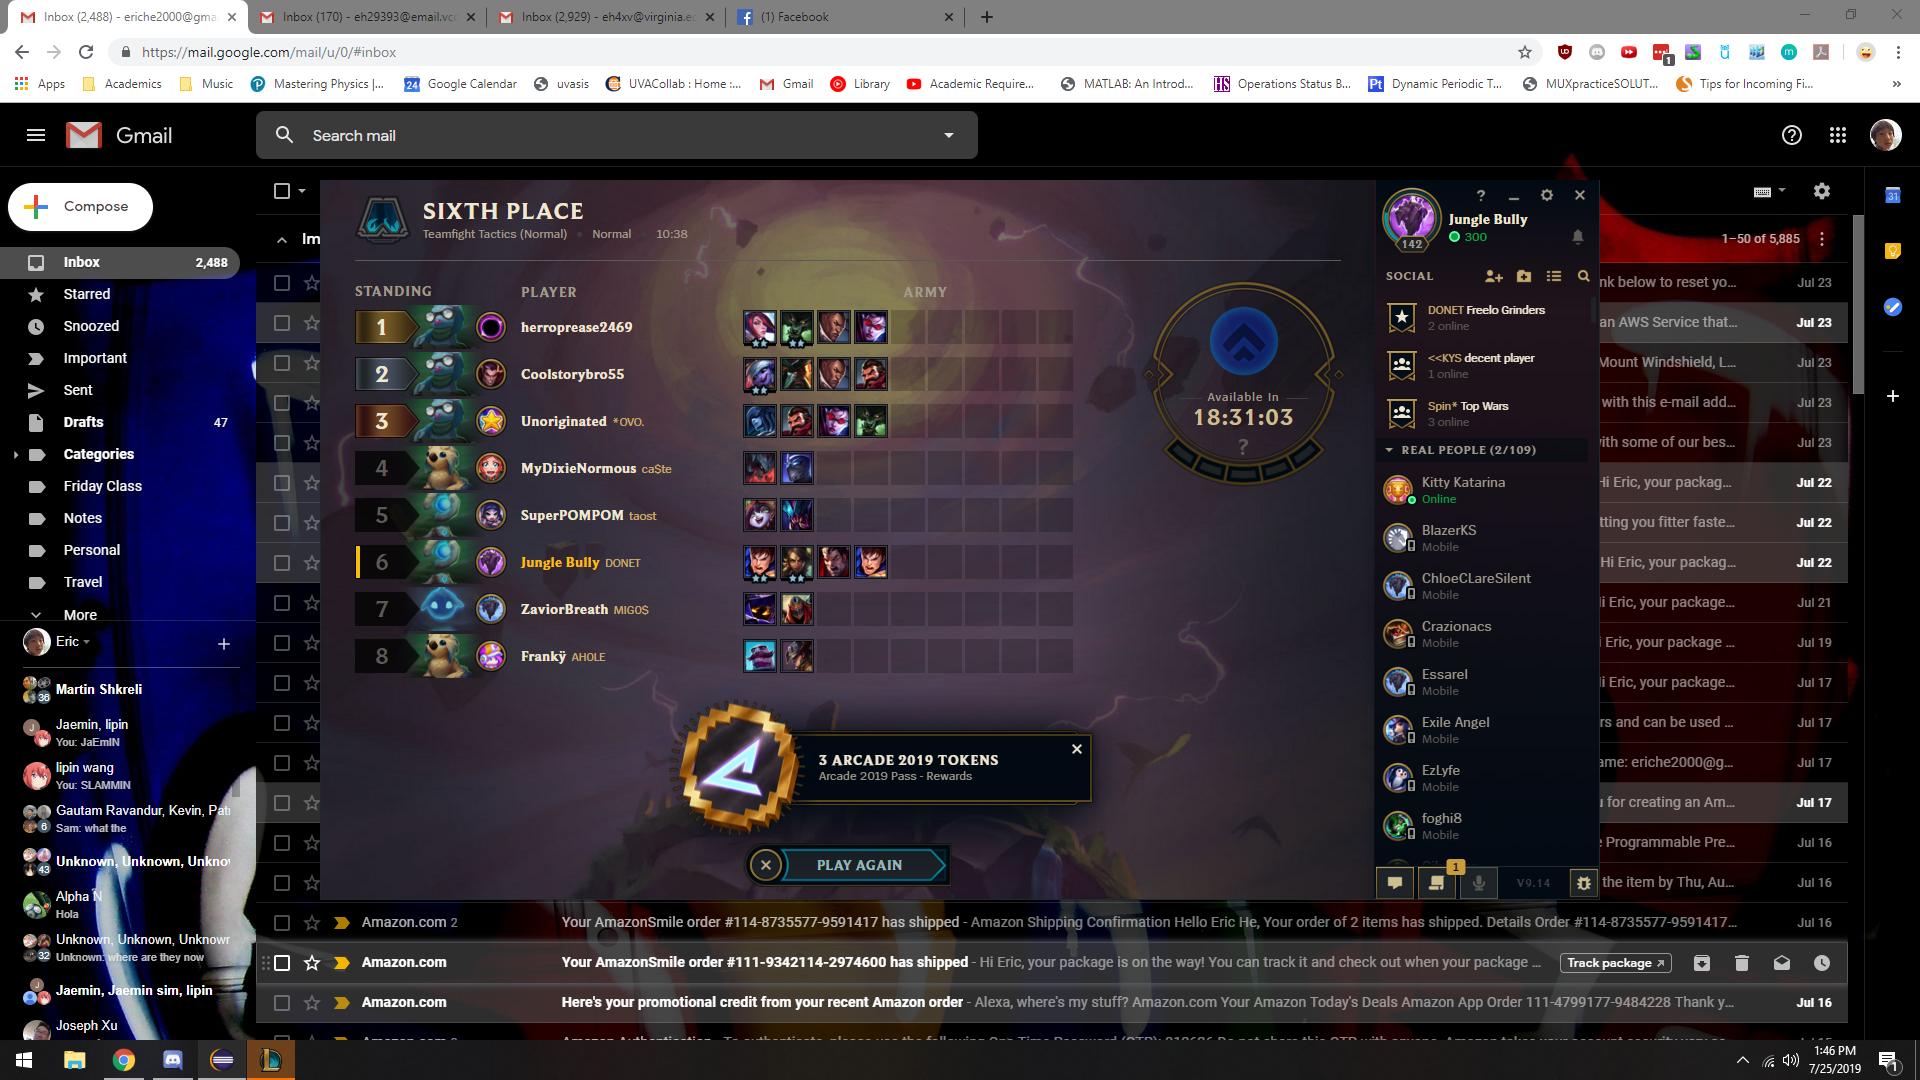 Inbox (2,488) - eriche2000@gma
Inbox (170) - eh29393@email.vc
Inbox (2,929) - eh4xv@virginia.e
(1) Facebook
https://mail.google.com/mail/u/0/#inbox
1
Apps
Academics
Music
Mastering Physics |...
24
Google Calendar
uvasis
UVACollab : Home :...
Gmail
Library
Academic Require...
MATLAB: An Introd...
HS
Operations Status B...
Pt
Dynamic Periodic T...
MUXpracticeSOLUT...
Tips for Incoming Fi...
»
Gmail
Search mail
Compose
Inbox 2,488
Starred
Snoozed
Important
Sent
Drafts 47
Categories
Friday Class
Notes
Personal
Travel
More
Eric
36
Martin Shkreli
J
Jaemin, lipin
You: JaEmIN
lipin wang
You: SLAMMIN
6
Gautam Ravandur, Kevin, Pat
Sam: what the
43
Unknown, Unknown, Unkno
Alpha N
Hola
32
Unknown, Unknown, Unknown
Unknown: where are they now
J
Jaemin, Jaemin sim, lipin
Joseph Xu
Im
SIXTH PLACE
Teamfight Tactics (Normal) • Normal • 10:38
STANDING PLAYER ARMY
1 herroprease2469
2 Coolstorybro55
3 Unoriginated *OVO.
4 MyDixieNormous ca$te
5 SuperPOMPOM taost
6 Jungle Bully DONET
7 ZaviorBreath MIGO$
8 Frankÿ AHOLE
Available In
18:31:03
?
3 ARCADE 2019 TOKENS
Arcade 2019 Pass - Rewards
PLAY AGAIN
?
Jungle Bully
300
142
SOCIAL
DONET Freelo Grinders
2 online
<<KYS decent player
1 online
Spin* Top Wars
3 online
REAL PEOPLE (2/109)
Kitty Katarina
Online
BlazerKS
Mobile
ChloeCLareSilent
Mobile
Crazionacs
Mobile
Essarel
Mobile
Exile Angel
Mobile
EzLyfe
Mobile
foghi8
Mobile
1
V9.14
31
1–50 of 5,885
nk below to reset yo... Jul 23
an AWS Service that... Jul 23
Mount Windshield, L... Jul 23
with this e-mail add... Jul 23
ith some of our bes... Jul 23
Hi Eric, your packag... Jul 22
tting you fitter faste... Jul 22
Hi Eric, your packag... Jul 22
i Eric, your package... Jul 21
i Eric, your package... Jul 19
i Eric, your package... Jul 17
rs and can be used ... Jul 17
ame: eriche2000@g... Jul 17
u for creating an Am... Jul 17
Programmable Pre... Jul 16
the item by Thu, Au... Jul 16
Amazon.com 2 Your AmazonSmile order #114-8735577-9591417 has shipped - Amazon Shipping Confirmation Hello Eric He, Your order of 2 items has shipped. Details Order #114-8735577-9591417... Jul 16
Amazon.com Your AmazonSmile order #111-9342114-2974600 has shipped - Hi Eric, your package is on the way! You can track it and check out when your package ... Track package
Amazon.com Here's your promotional credit from your recent Amazon order - Alexa, where's my stuff? Amazon.com Your Amazon Today's Deals Amazon App Order 111-4799177-9484228 Thank y... Jul 16
1:46 PM
7/25/2019
1